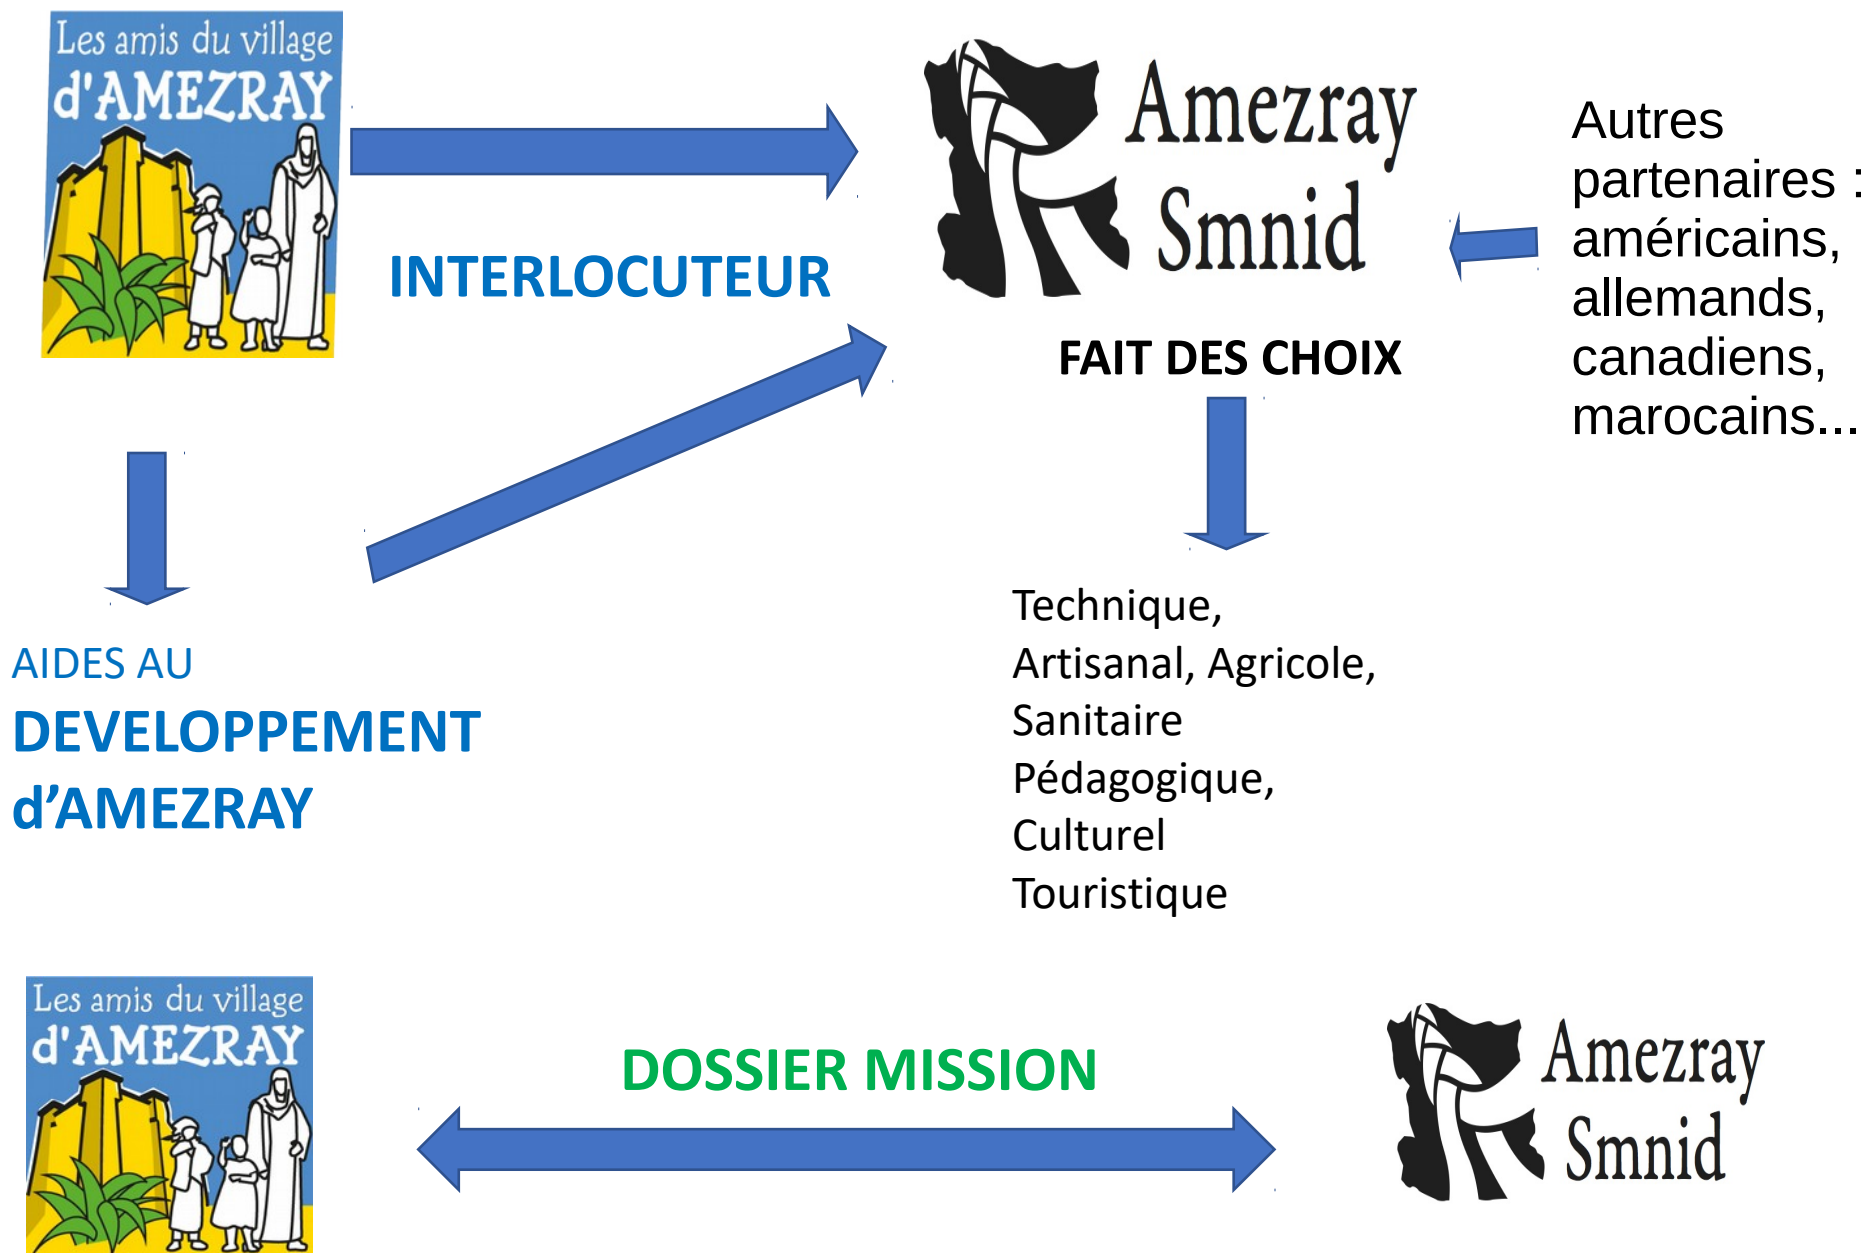 Les amis du village
d'AMEZRAY
INTERLOCUTEUR
Amezray
Smnid
FAIT DES CHOIX
Autres
partenaires :
américains,
allemands,
canadiens,
marocains...
AIDES AU
DEVELOPPEMENT
d’AMEZRAY
Technique,
Artisanal, Agricole,
Sanitaire
Pédagogique,
Culturel
Touristique
Les amis du village
d'AMEZRAY
DOSSIER MISSION
Amezray
Smnid